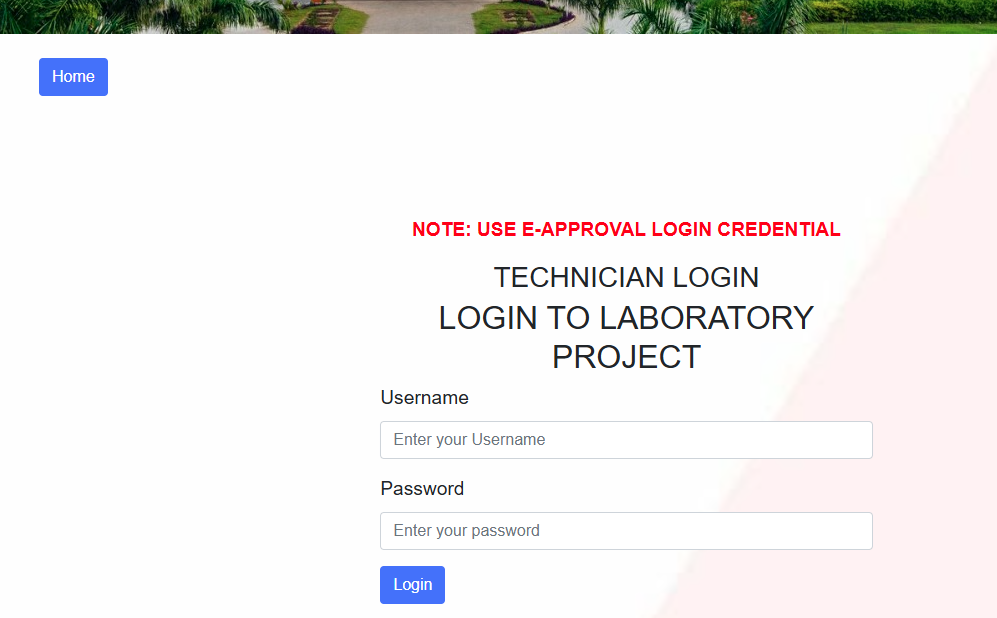 Home
NOTE: USE E-APPROVAL LOGIN CREDENTIAL
TECHNICIAN LOGIN
LOGIN TO LABORATORY
PROJECT
Username
Enter your Username
Password
Enter your password
Login